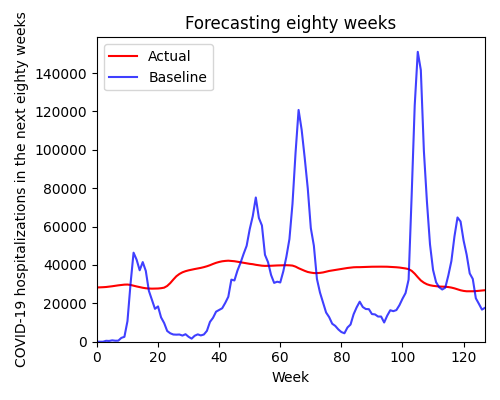 Forecasting eighty weeks
COVID-19 hospitalizations in the next eighty weeks
Actual
Baseline
140000
120000
100000
80000
60000
40000
20000
0
0 20 40 60 80 100 120
Week